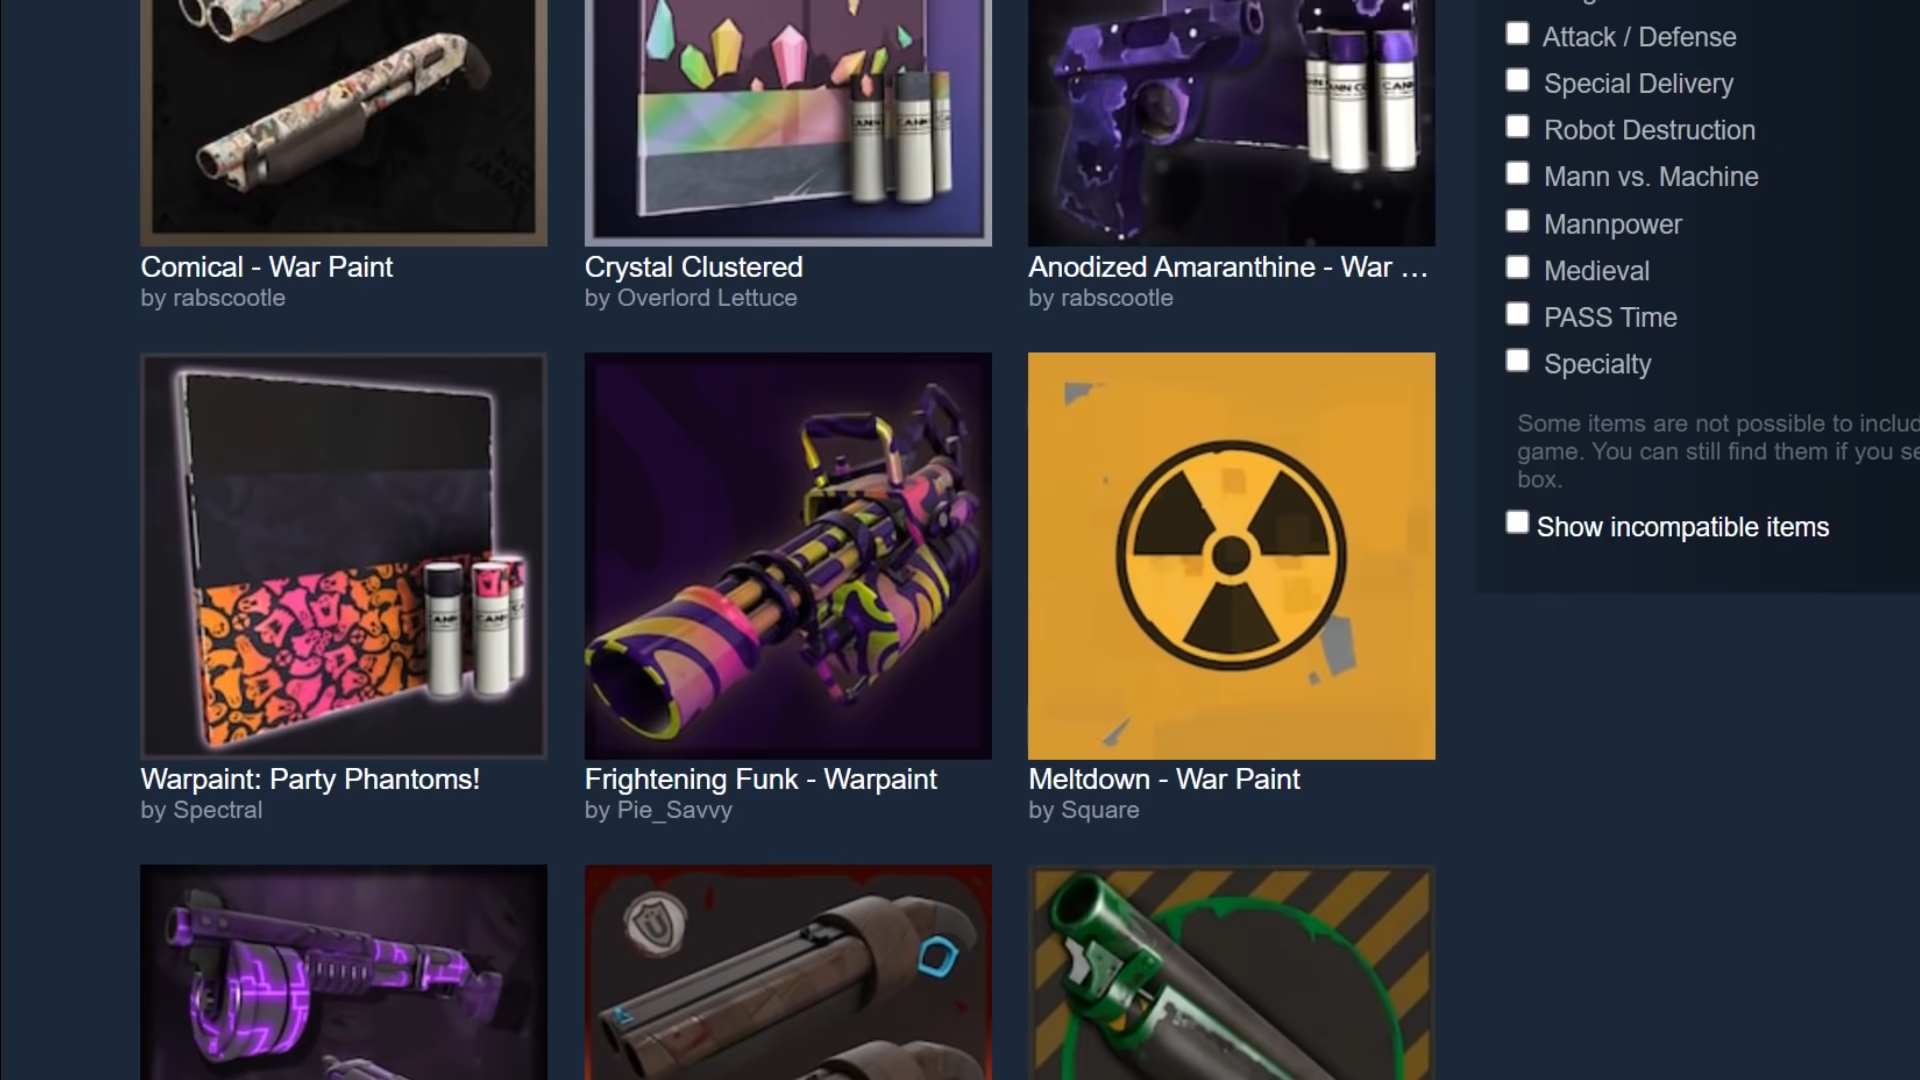 Attack / Defense
Special Delivery
Robot Destruction
Mann vs. Machine
Mannpower
Medieval
PASS Time
Specialty
Some items are not possible to includ
game. You can still find them if you se
box.
Show incompatible items
Comical - War Paint
by rabscootle
Crystal Clustered
by Overlord Lettuce
Anodized Amaranthine - War …
by rabscootle
Warpaint: Party Phantoms!
by Spectral
Frightening Funk - Warpaint
by Pie_Savvy
Meltdown - War Paint
by Square